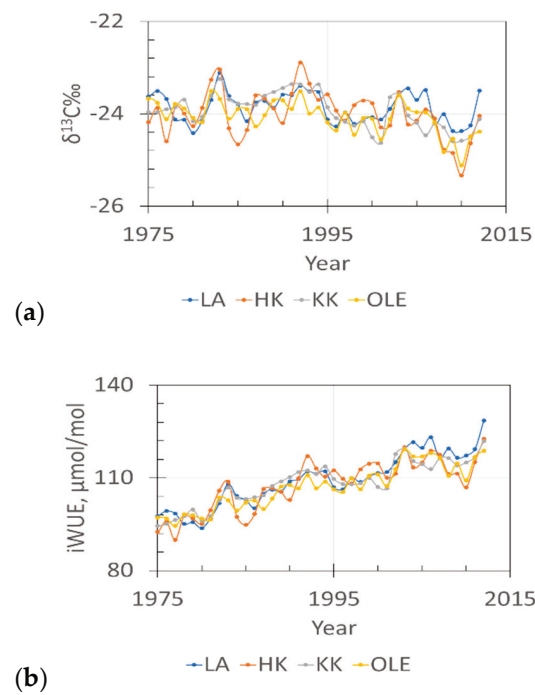 -22
-24
-26
δ¹³C‰
1975 1995 2015
Year
LA HK KK OLE
(a)
140
110
80
iWUE, µmol/mol
1975 1995 2015
Year
LA HK KK OLE
(b)